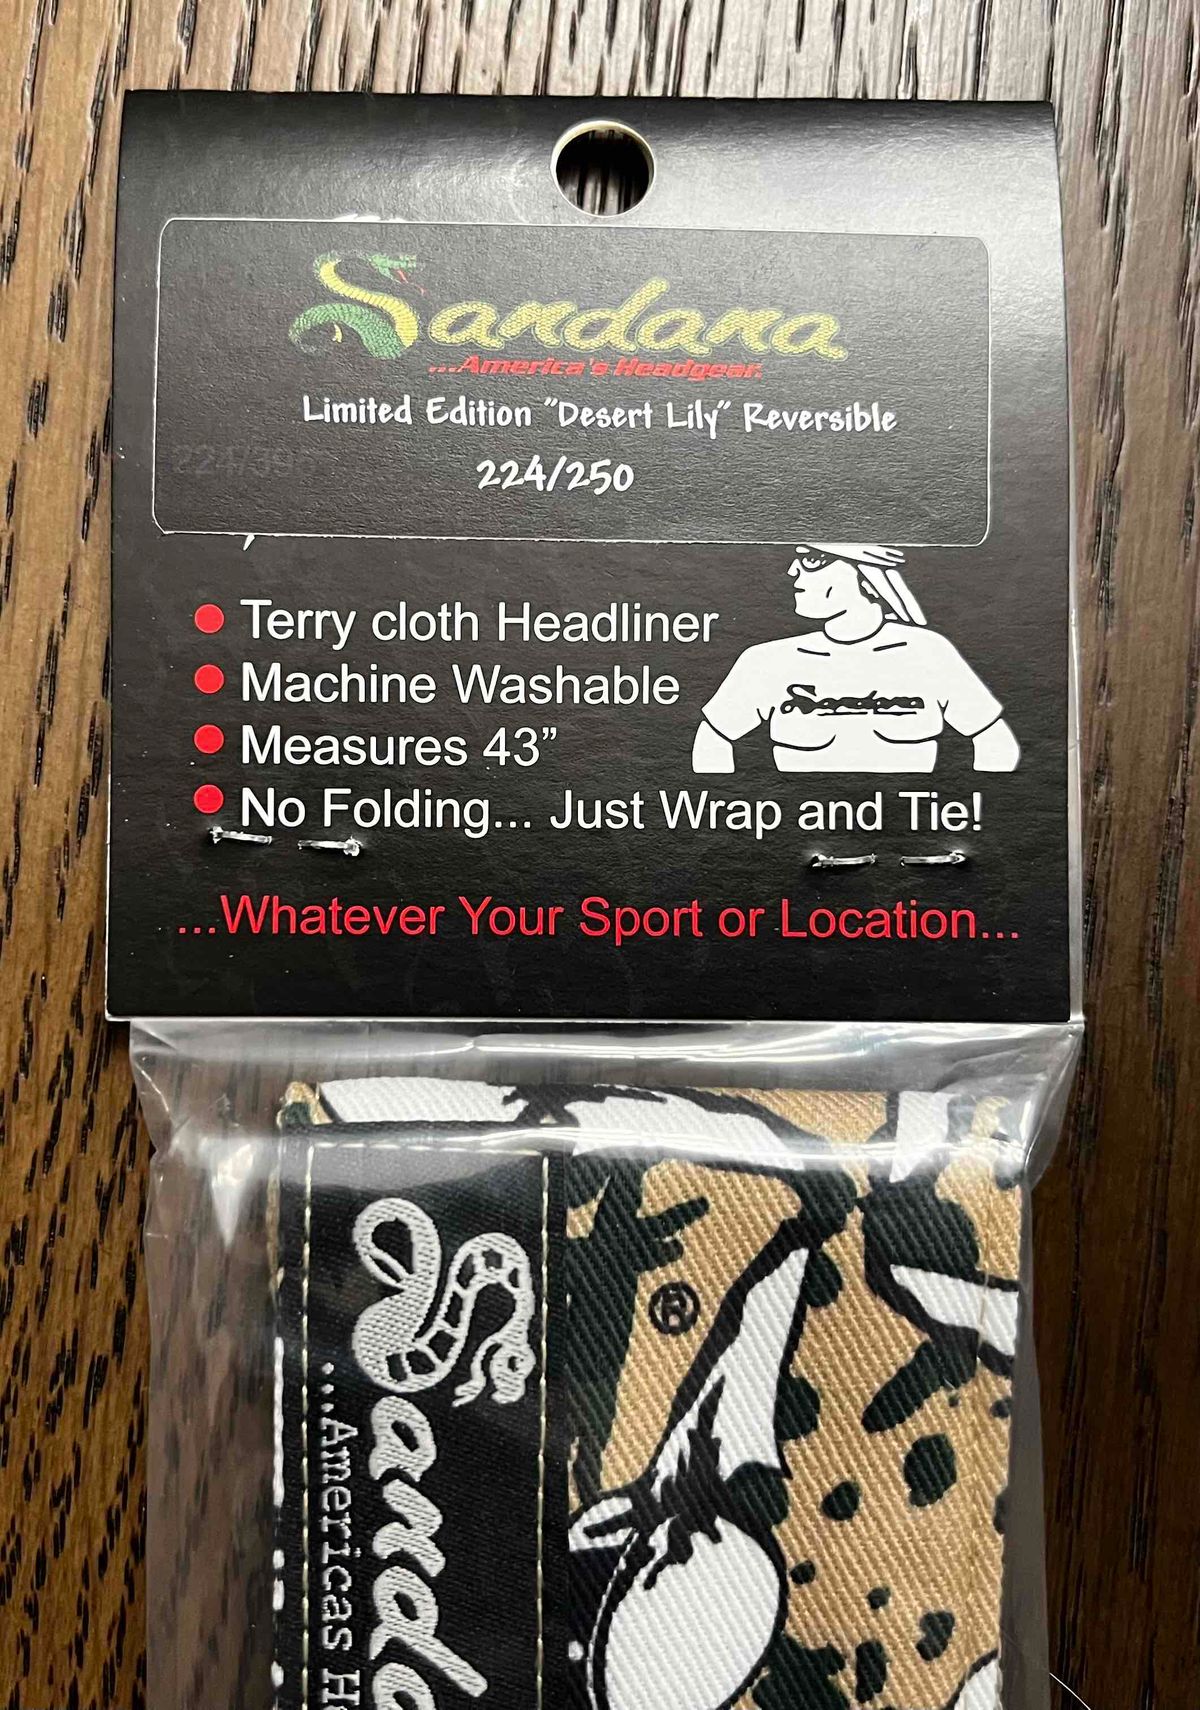 Sandana
...America's Headgear.
Limited Edition "Desert Lily" Reversible
224/250
Terry cloth Headliner
Machine Washable
Measures 43”
No Folding... Just Wrap and Tie!
Sandana
...Whatever Your Sport or Location...
®
Sanda
...Americas H